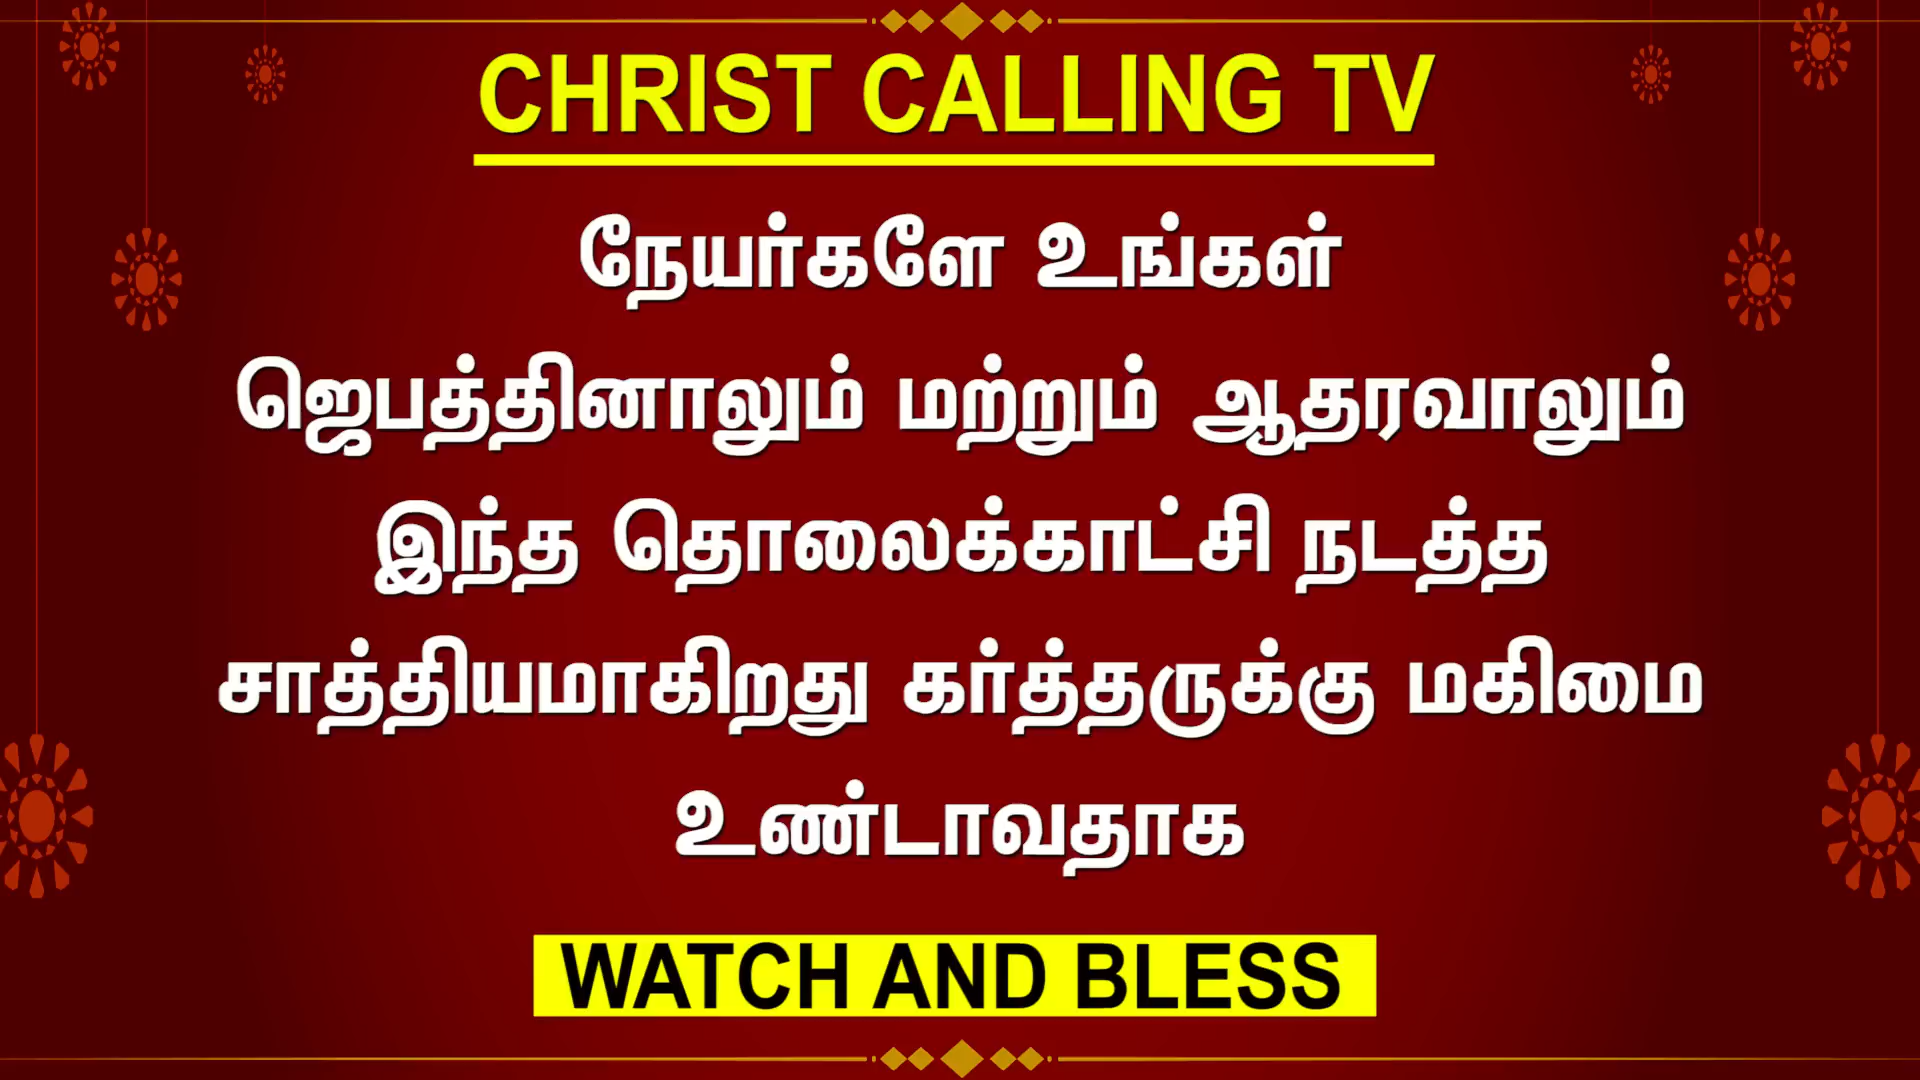 CHRIST CALLING TV
நேயர்களே உங்கள்
ஜெபத்தினாலும் மற்றும் ஆதரவாலும்
இந்த தொலைக்காட்சி நடத்த
சாத்தியமாகிறது கர்த்தருக்கு மகிமை
உண்டாவதாக
WATCH AND BLESS